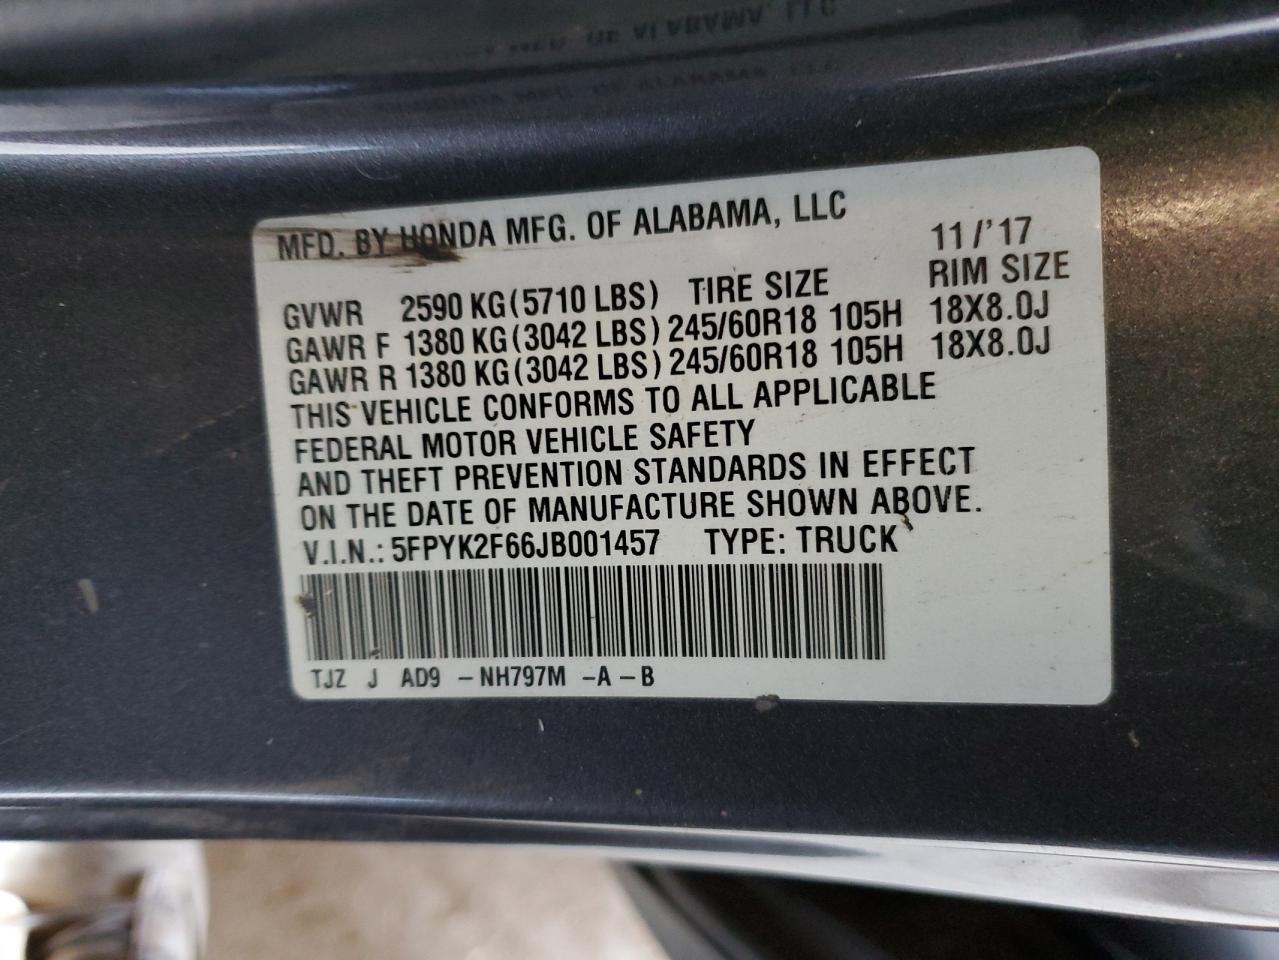 MFD. BY HONDA MFG. OF ALABAMA, LLC 11/'17
GVWR 2590 KG(5710 LBS) TIRE SIZE RIM SIZE
GAWR F 1380 KG(3042 LBS) 245/60R18 105H 18X8.0J
GAWR R 1380 KG(3042 LBS) 245/60R18 105H 18X8.0J
THIS VEHICLE CONFORMS TO ALL APPLICABLE
FEDERAL MOTOR VEHICLE SAFETY
AND THEFT PREVENTION STANDARDS IN EFFECT
ON THE DATE OF MANUFACTURE SHOWN ABOVE.
V.I.N.: 5FPYK2F66JB001457 TYPE: TRUCK
TJZ J AD9 -NH797M -A-B